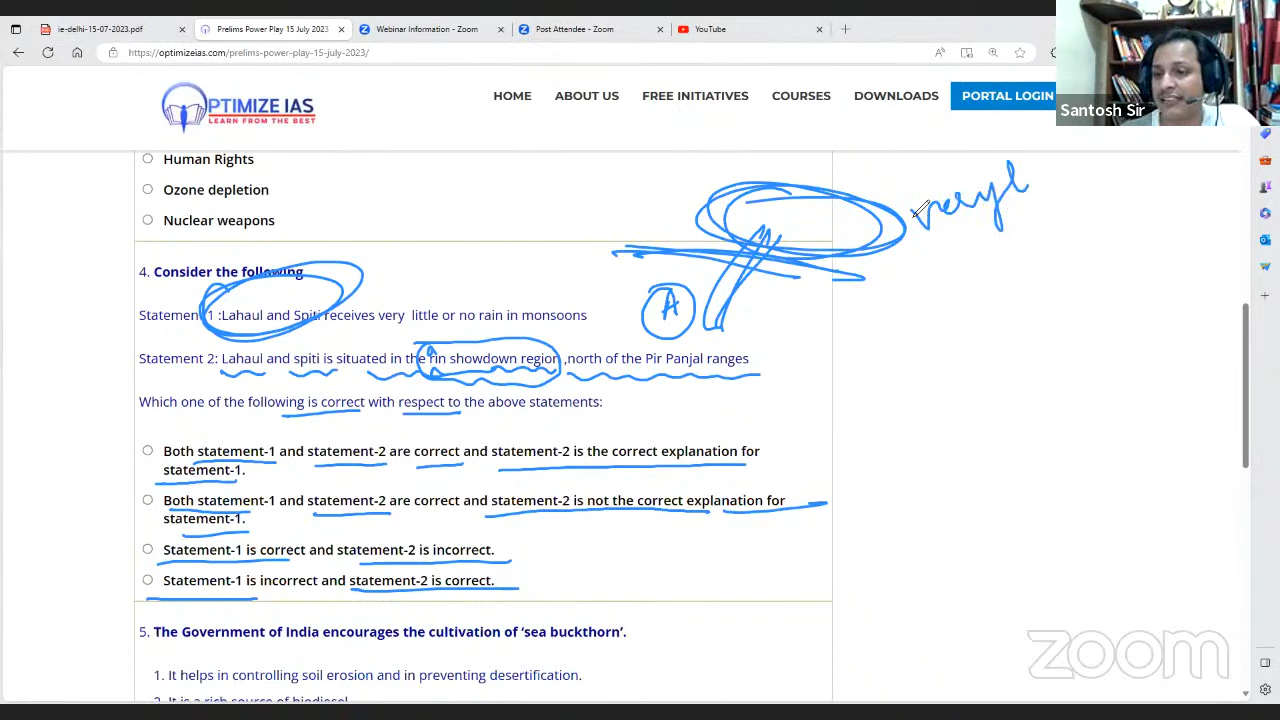 ie-delhi-15-07-2023.pdf
Prelims Power Play 15 July 2023
Webinar Information - Zoom
Post Attendee - Zoom
YouTube
https://optimizeias.com/prelims-power-play-15-july-2023/
Santosh Sir
OPTIMIZE IAS
LEARN FROM THE BEST
HOME
ABOUT US
FREE INITIATIVES
COURSES
DOWNLOADS
PORTAL LOGIN
Human Rights
Ozone depletion
Nuclear weapons
4. Consider the following
Statement 1 :Lahaul and Spiti receives very little or no rain in monsoons
A
Statement 2: Lahaul and spiti is situated in the rin showdown region ,north of the Pir Panjal ranges
Which one of the following is correct with respect to the above statements:
Both statement-1 and statement-2 are correct and statement-2 is the correct explanation for
statement-1.
Both statement-1 and statement-2 are correct and statement-2 is not the correct explanation for
statement-1.
Statement-1 is correct and statement-2 is incorrect.
Statement-1 is incorrect and statement-2 is correct.
5. The Government of India encourages the cultivation of ‘sea buckthorn’.
1. It helps in controlling soil erosion and in preventing desertification.
2. It is a rich source of biodiesel.
zoom